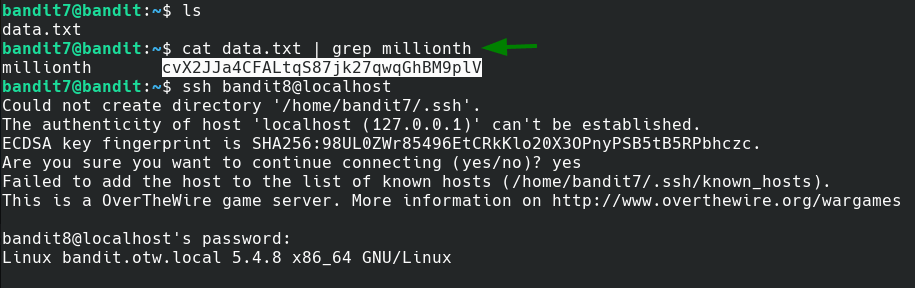 bandit7@bandit:~$ ls
data.txt
bandit7@bandit:~$ cat data.txt | grep millionth
millionth       cvX2JJa4CFALtqS87jk27qwqGhBM9plV
bandit7@bandit:~$ ssh bandit8@localhost
Could not create directory '/home/bandit7/.ssh'.
The authenticity of host 'localhost (127.0.0.1)' can't be established.
ECDSA key fingerprint is SHA256:98UL0ZWr85496EtCRkKlo20X3OPnyPSB5tB5RPbhczc.
Are you sure you want to continue connecting (yes/no)? yes
Failed to add the host to the list of known hosts (/home/bandit7/.ssh/known_hosts).
This is a OverTheWire game server. More information on http://www.overthewire.org/wargames
bandit8@localhost's password:
Linux bandit.otw.local 5.4.8 x86_64 GNU/Linux